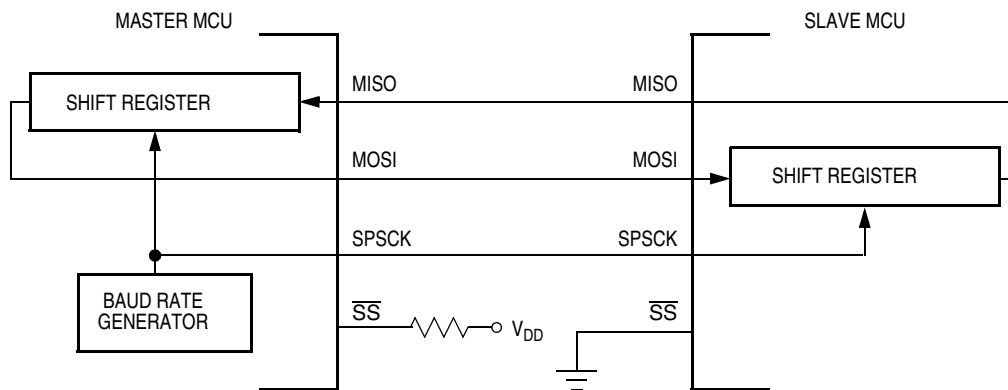 MASTER MCU
SLAVE MCU
SHIFT REGISTER
MISO
MISO
MOSI
MOSI
SHIFT REGISTER
SPSCK
SPSCK
BAUD RATE
GENERATOR
SS
VDD
SS